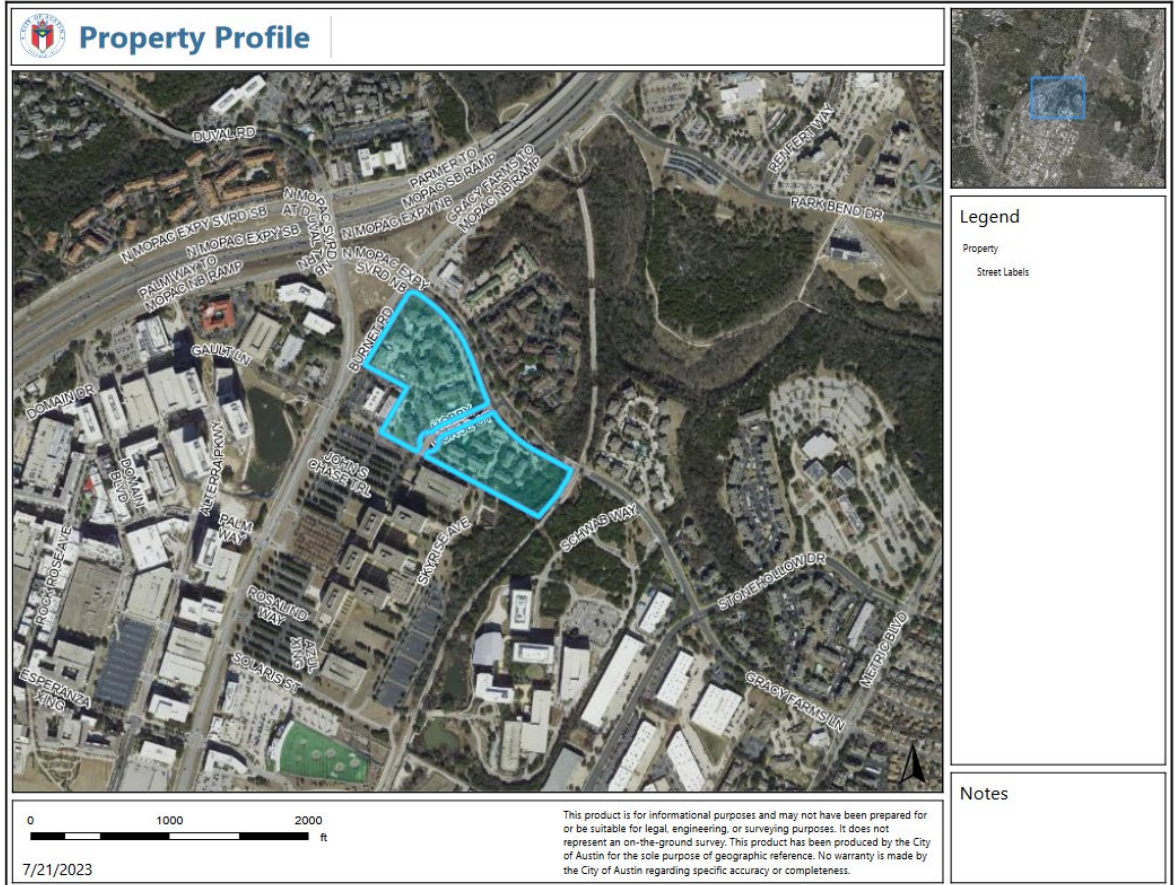 CITY OF AUSTIN
Property Profile
DUVAL RD
RENFERT WAY
PARMER TO
MOPAC SB RAMP
GRACY FARMS TO
MOPAC NB RAMP
PARK BEND DR
N MOPAC EXPY SVRD SB
N MOPAC EXPY SB
N MOPAC EXPY NB
PALM WAY TO
MOPAC NB RAMP
N MOPAC EXPY
SVRD NB
BURNET RD
GAULT LN
DOMAIN DR
ALTERRA PKWY
DOMAIN
BLVD
JOHN S
CHASE TRL
PALM
WAY
SKYRISE AVE
SCHWAB WAY
ROCK ROSE AVE
STONEHOLLOW DR
ROSALIND
WAY
AZUL
XING
METRIC BLVD
SOLARIS ST
ESPERANZA
XING
GRACY FARMS LN
Legend
Property
Street Labels
Notes
0 1000 2000
ft
7/21/2023
This product is for informational purposes and may not have been prepared for
or be suitable for legal, engineering, or surveying purposes. It does not
represent an on-the-ground survey. This product has been produced by the City
of Austin for the sole purpose of geographic reference. No warranty is made by
the City of Austin regarding specific accuracy or completeness.